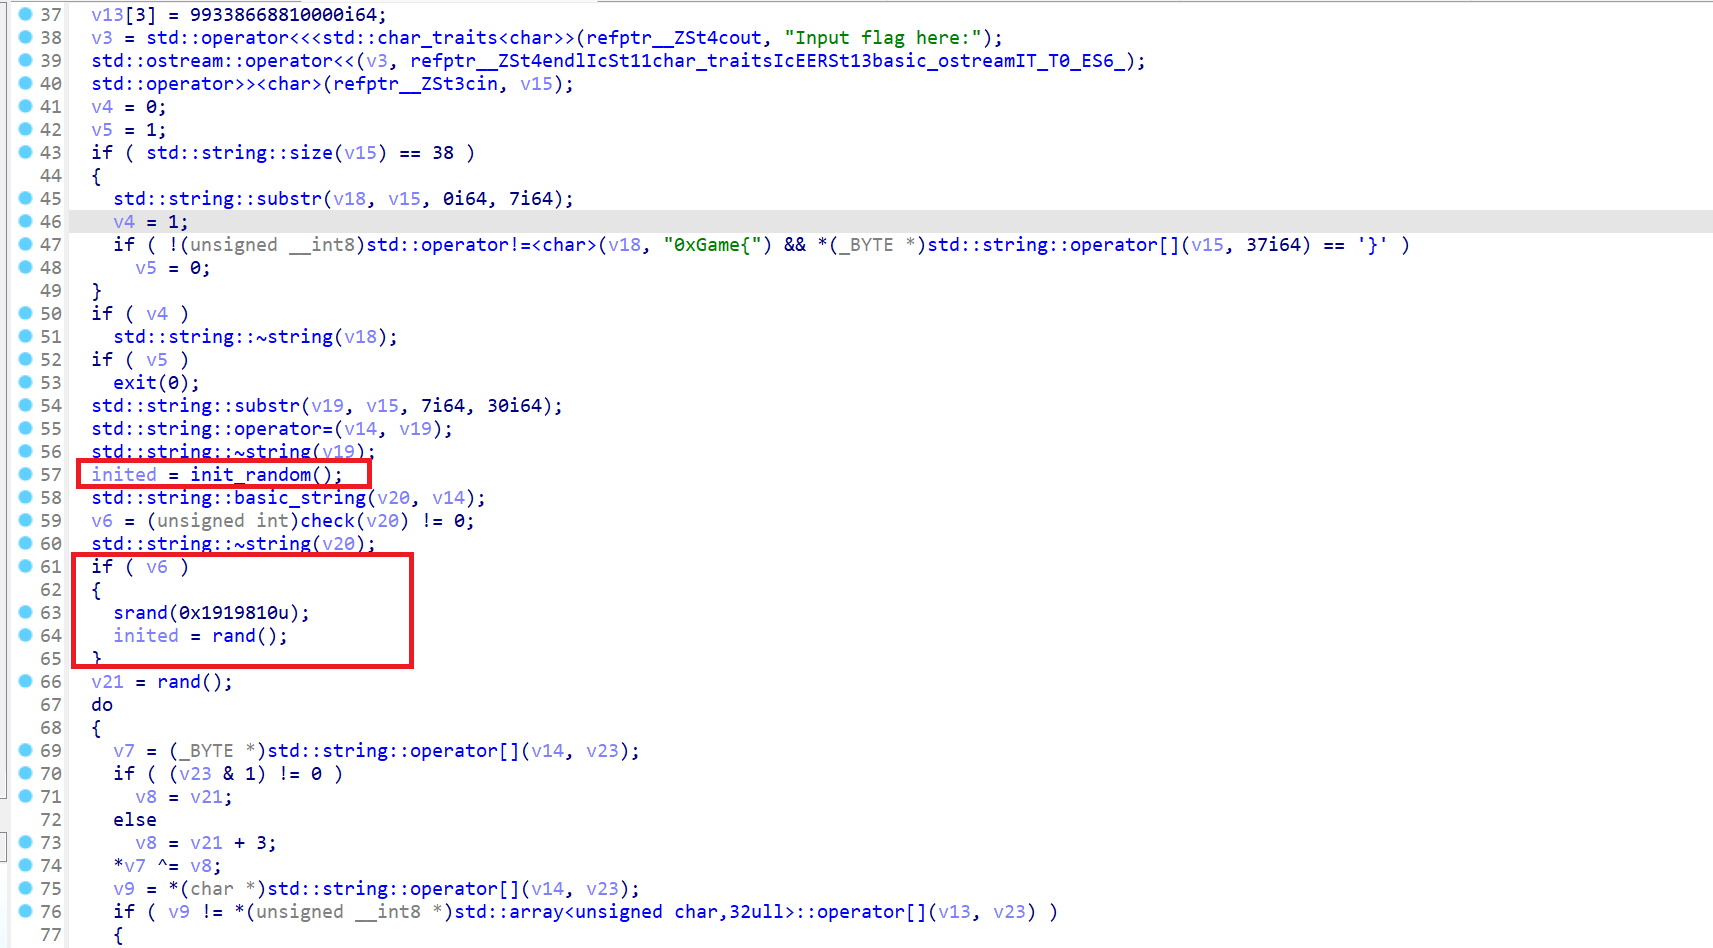 37 v13[3] = 99338668810000i64;
38 v3 = std::operator<<<std::char_traits<char>>(refptr__ZSt4cout, "Input flag here:");
39 std::ostream::operator<<(v3, refptr__ZSt4endlIcSt11char_traitsIcEERSt13basic_ostreamIT_T0_ES6_);
40 std::operator>><char>(refptr__ZSt3cin, v15);
41 v4 = 0;
42 v5 = 1;
43 if ( std::string::size(v15) == 38 )
44 {
45 std::string::substr(v18, v15, 0i64, 7i64);
46 v4 = 1;
47 if ( !(unsigned __int8)std::operator!=<char>(v18, "0xGame{") && *(_BYTE *)std::string::operator[](v15, 37i64) == '}' )
48 v5 = 0;
49 }
50 if ( v4 )
51 std::string::~string(v18);
52 if ( v5 )
53 exit(0);
54 std::string::substr(v19, v15, 7i64, 30i64);
55 std::string::operator=(v14, v19);
56 std::string::~string(v19);
57 inited = init_random();
58 std::string::basic_string(v20, v14);
59 v6 = (unsigned int)check(v20) != 0;
60 std::string::~string(v20);
61 if ( v6 )
62 {
63 srand(0x1919810u);
64 inited = rand();
65 }
66 v21 = rand();
67 do
68 {
69 v7 = (_BYTE *)std::string::operator[](v14, v23);
70 if ( (v23 & 1) != 0 )
71 v8 = v21;
72 else
73 v8 = v21 + 3;
74 *v7 ^= v8;
75 v9 = *(char *)std::string::operator[](v14, v23);
76 if ( v9 != *(unsigned __int8 *)std::array<unsigned char,32ull>::operator[](v13, v23) )
77 {